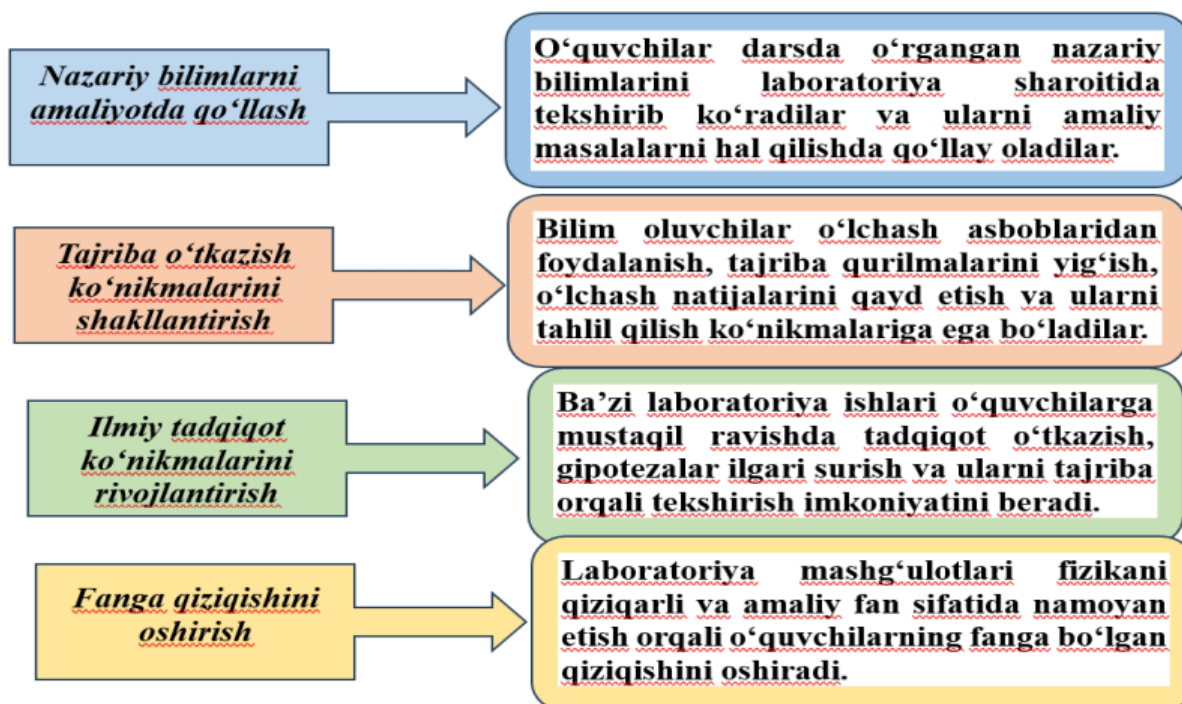 Nazariy bilimlarni
amaliyotda qo‘llash
O‘quvchilar darsda o‘rgangan nazariy
bilimlarini laboratoriya sharoitida
tekshirib ko‘radilar va ularni amaliy
masalalarni hal qilishda qo‘llay oladilar.
Tajriba o‘tkazish
ko‘nikmalarini
shakllantirish
Bilim oluvchilar o‘lchash asboblaridan
foydalanish, tajriba qurilmalarini yig‘ish,
o‘lchash natijalarini qayd etish va ularni
tahlil qilish ko‘nikmalariga ega bo‘ladilar.
Ilmiy tadqiqot
ko‘nikmalarini
rivojlantirish
Ba’zi laboratoriya ishlari o‘quvchilarga
mustaqil ravishda tadqiqot o‘tkazish,
gipotezalar ilgari surish va ularni tajriba
orqali tekshirish imkoniyatini beradi.
Fanga qiziqishini
oshirish
Laboratoriya mashg‘ulotlari fizikani
qiziqarli va amaliy fan sifatida namoyan
etish orqali o‘quvchilarning fanga bo‘lgan
qiziqishini oshiradi.